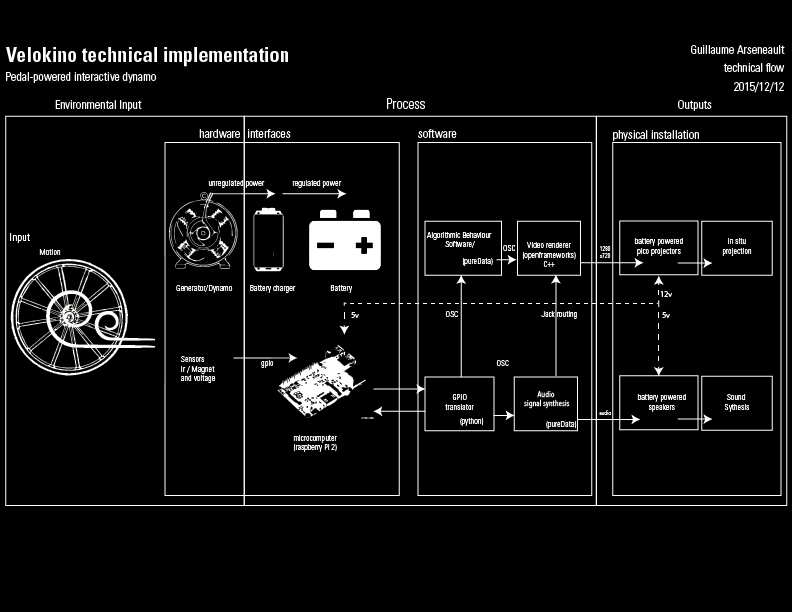 Velokino technical implementation
Pedal-powered interactive dynamo
Guillaume Arseneault
technical flow
2015/12/12
Environmental Input
Process
Outputs
hardware interfaces
software
physical installation
unregulated power
regulated power
Generator/Dynamo
Battery charger
Battery
Input
Motion
Algorithmic Behaviour
Software/
(pureData)
OSC
Video renderer
(openframeworks)
C++
1280
x720
battery powered
pico projectors
in situ
projection
12v
5v
5v
OSC
Jack routing
Sensors
Ir / Magnet
and voltage
gpio
microcomputer
(raspberry PI 2)
OSC
GPIO
translator
(python)
Audio
signal synthesis
(pureData)
audio
battery powered
speakers
Sound
Sythesis